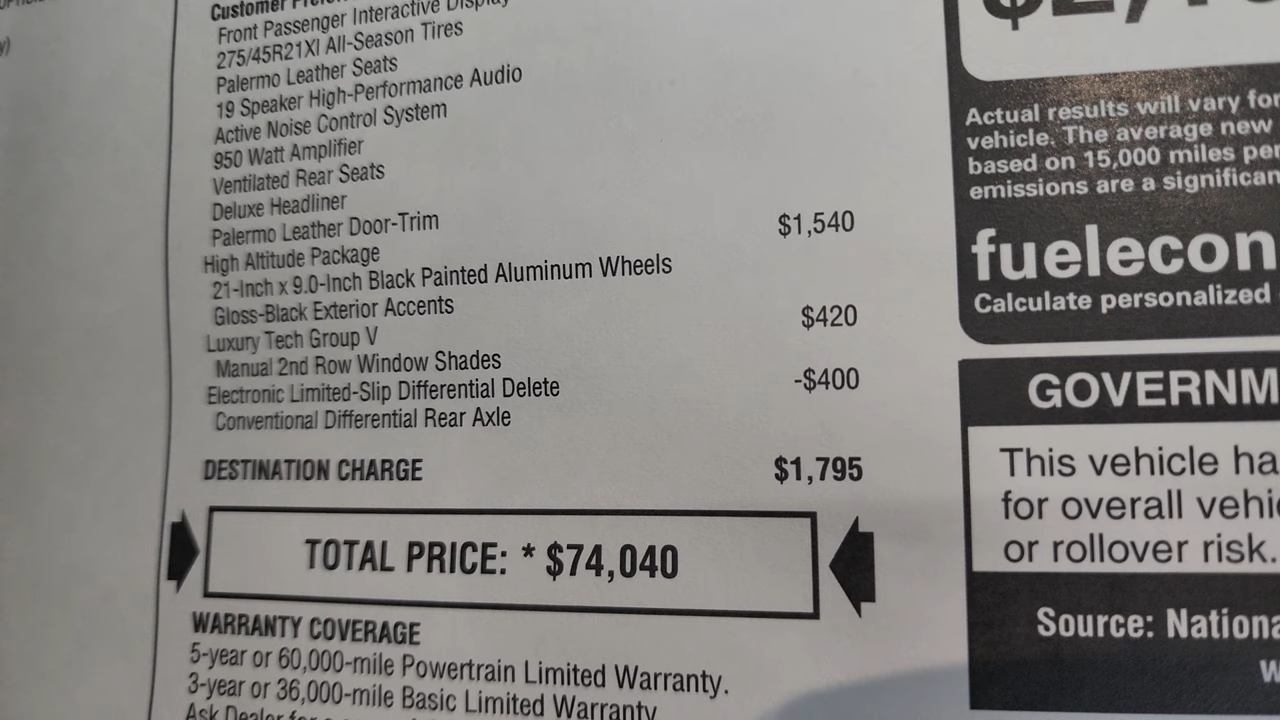 Customer
Front Passenger Interactive Display
275/45R21Xl All-Season Tires
Palermo Leather Seats
19 Speaker High-Performance Audio
Active Noise Control System
950 Watt Amplifier
Ventilated Rear Seats
Deluxe Headliner
Palermo Leather Door-Trim
High Altitude Package $1,540
21-Inch x 9.0-Inch Black Painted Aluminum Wheels
Gloss-Black Exterior Accents
Luxury Tech Group V $420
Manual 2nd Row Window Shades
Electronic Limited-Slip Differential Delete -$400
Conventional Differential Rear Axle
DESTINATION CHARGE $1,795
TOTAL PRICE: * $74,040
WARRANTY COVERAGE
5-year or 60,000-mile Powertrain Limited Warranty.
3-year or 36,000-mile Basic Limited Warranty
Ask Dealer for
Actual results will vary for
vehicle. The average new
based on 15,000 miles per
emissions are a significan
fuelecon
Calculate personalized
GOVERNM
This vehicle ha
for overall vehic
or rollover risk.
Source: Nationa
W